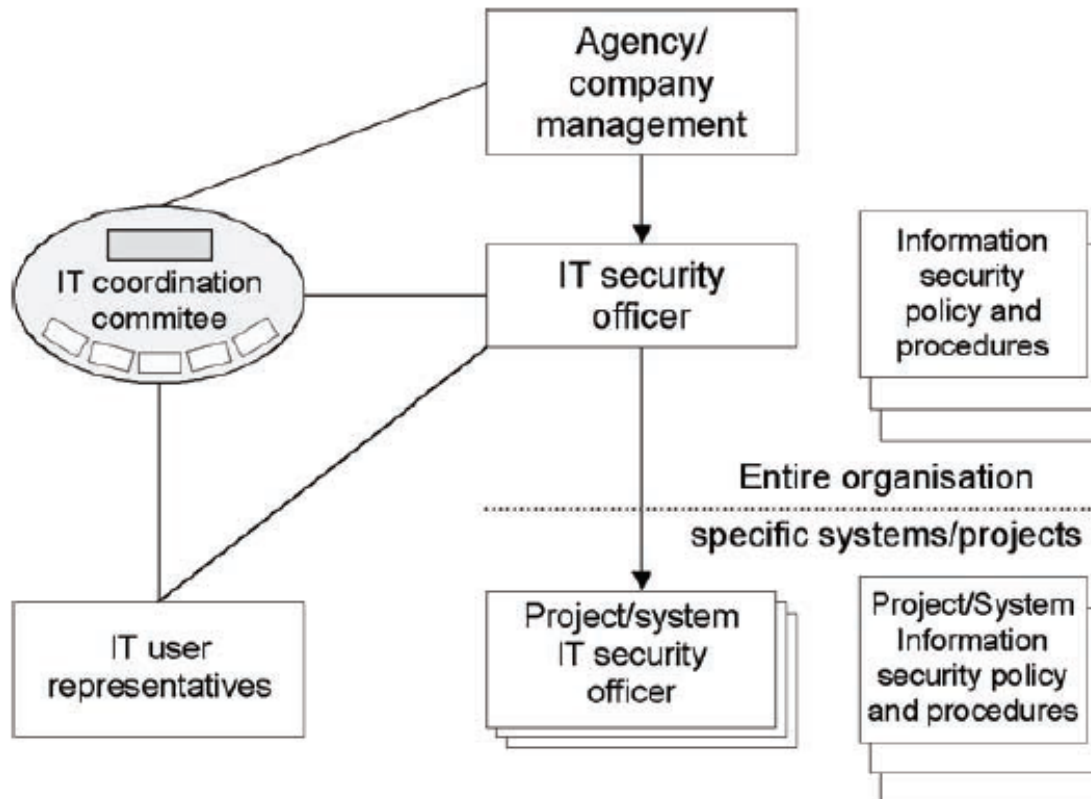 Agency/
company
management
IT coordination
commitee
IT security
officer
Information
security
policy and
procedures
Entire organisation
specific systems/projects
IT user
representatives
Project/system
IT security
officer
Project/System
Information
security policy
and procedures